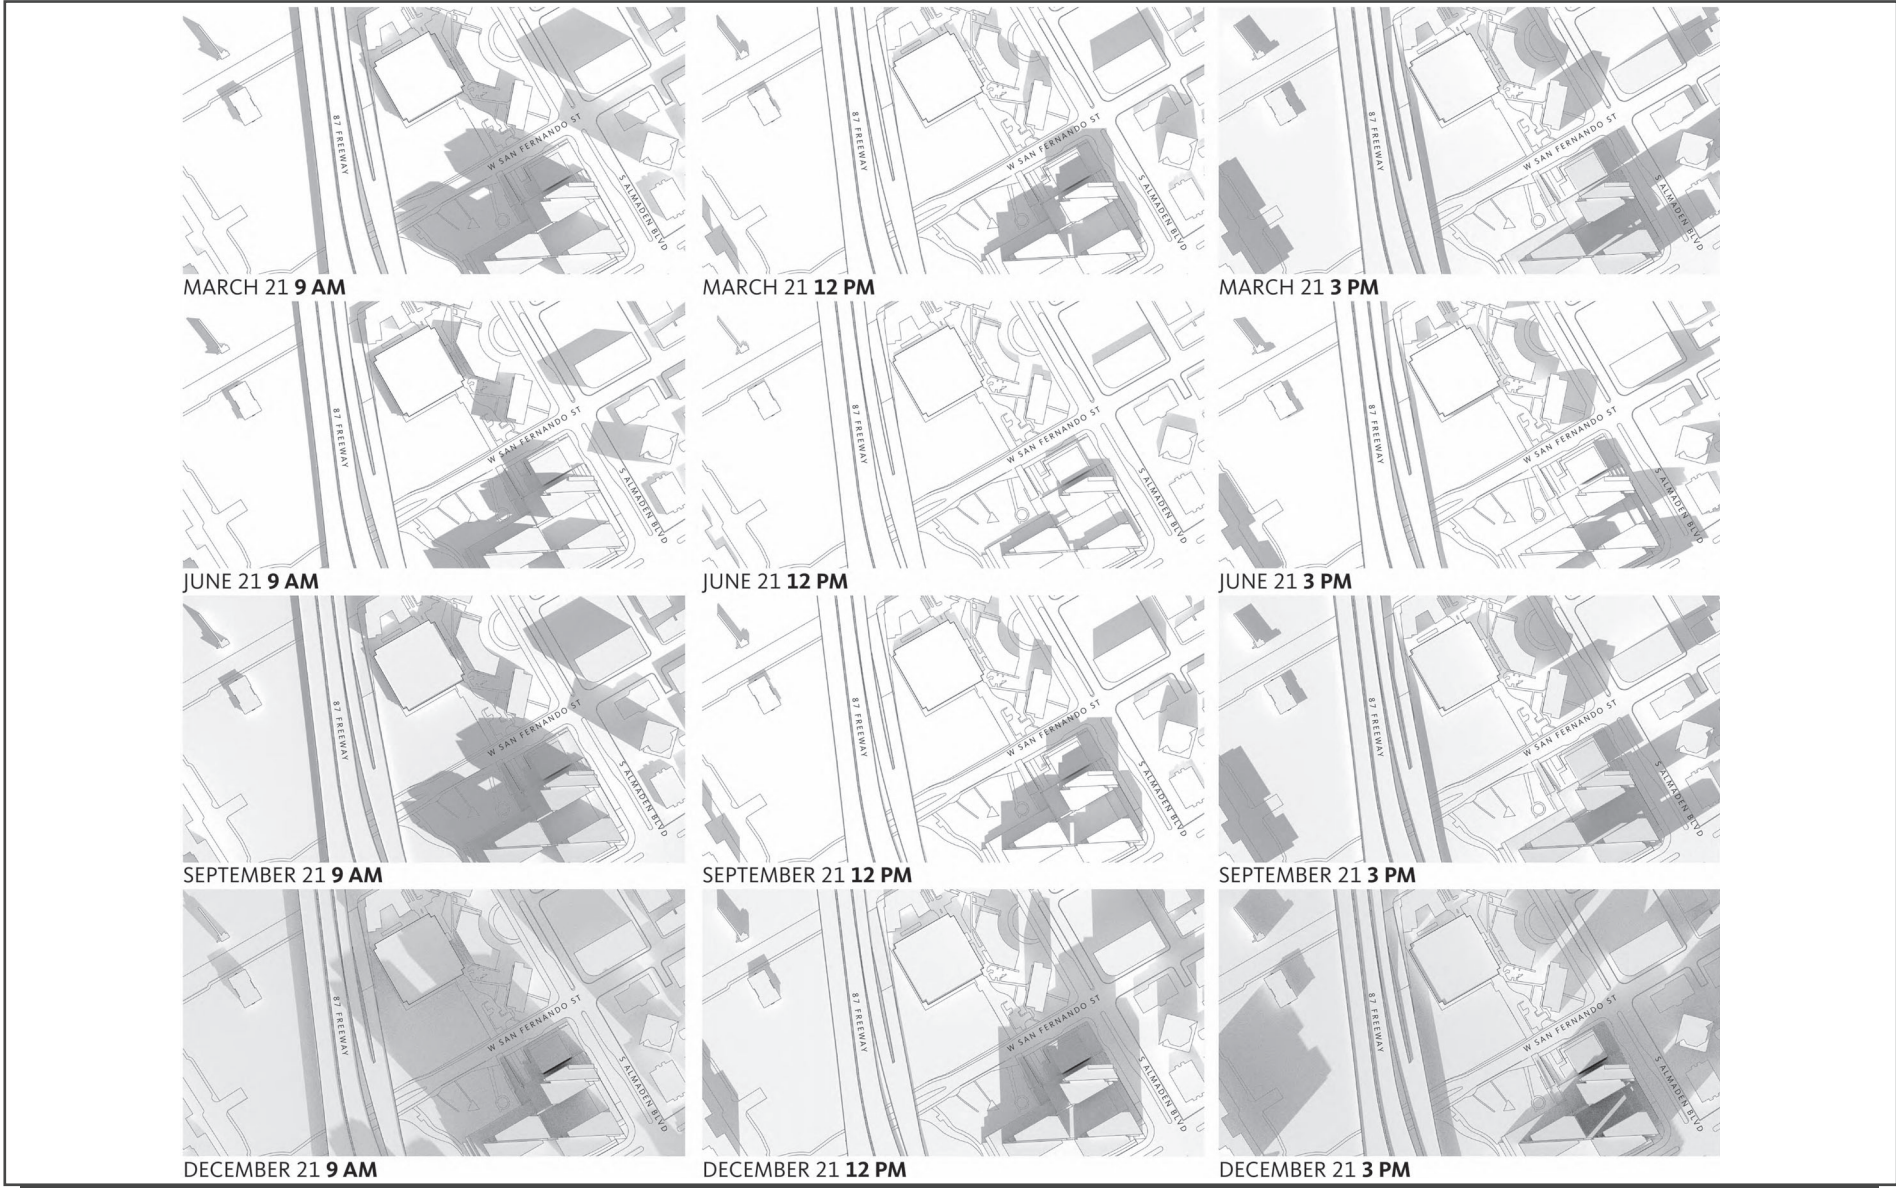 87 FREEWAY
W SAN FERNANDO ST
S ALMADEN BLVD
87 FREEWAY
W SAN FERNANDO ST
S ALMADEN BLVD
87 FREEWAY
W SAN FERNANDO ST
S ALMADEN BLVD
MARCH 21 9 AM
MARCH 21 12 PM
MARCH 21 3 PM
87 FREEWAY
W SAN FERNANDO ST
S ALMADEN BLVD
87 FREEWAY
W SAN FERNANDO ST
S ALMADEN BLVD
87 FREEWAY
W SAN FERNANDO ST
S ALMADEN BLVD
JUNE 21 9 AM
JUNE 21 12 PM
JUNE 21 3 PM
87 FREEWAY
W SAN FERNANDO ST
S ALMADEN BLVD
87 FREEWAY
W SAN FERNANDO ST
S ALMADEN BLVD
87 FREEWAY
W SAN FERNANDO ST
S ALMADEN BLVD
SEPTEMBER 21 9 AM
SEPTEMBER 21 12 PM
SEPTEMBER 21 3 PM
87 FREEWAY
W SAN FERNANDO ST
S ALMADEN BLVD
87 FREEWAY
W SAN FERNANDO ST
S ALMADEN BLVD
87 FREEWAY
W SAN FERNANDO ST
S ALMADEN BLVD
DECEMBER 21 9 AM
DECEMBER 21 12 PM
DECEMBER 21 3 PM